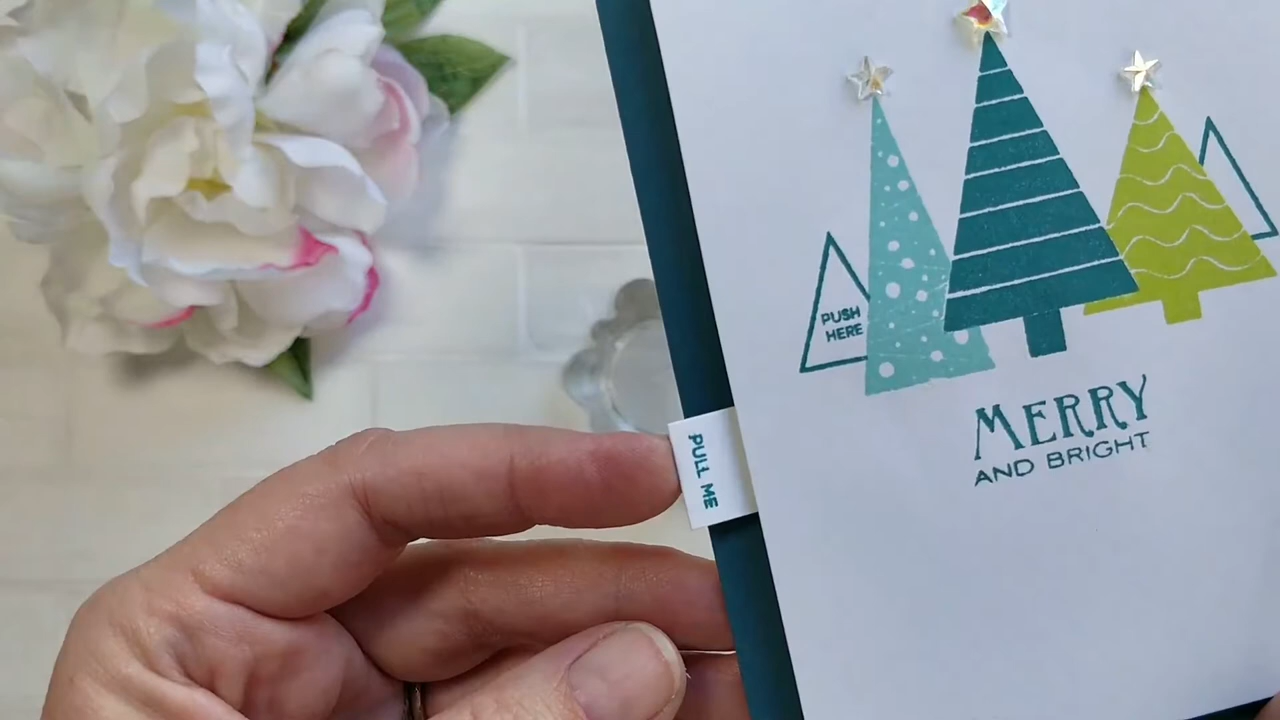 PUSH
HERE
MERRY
AND BRIGHT
PULL ME